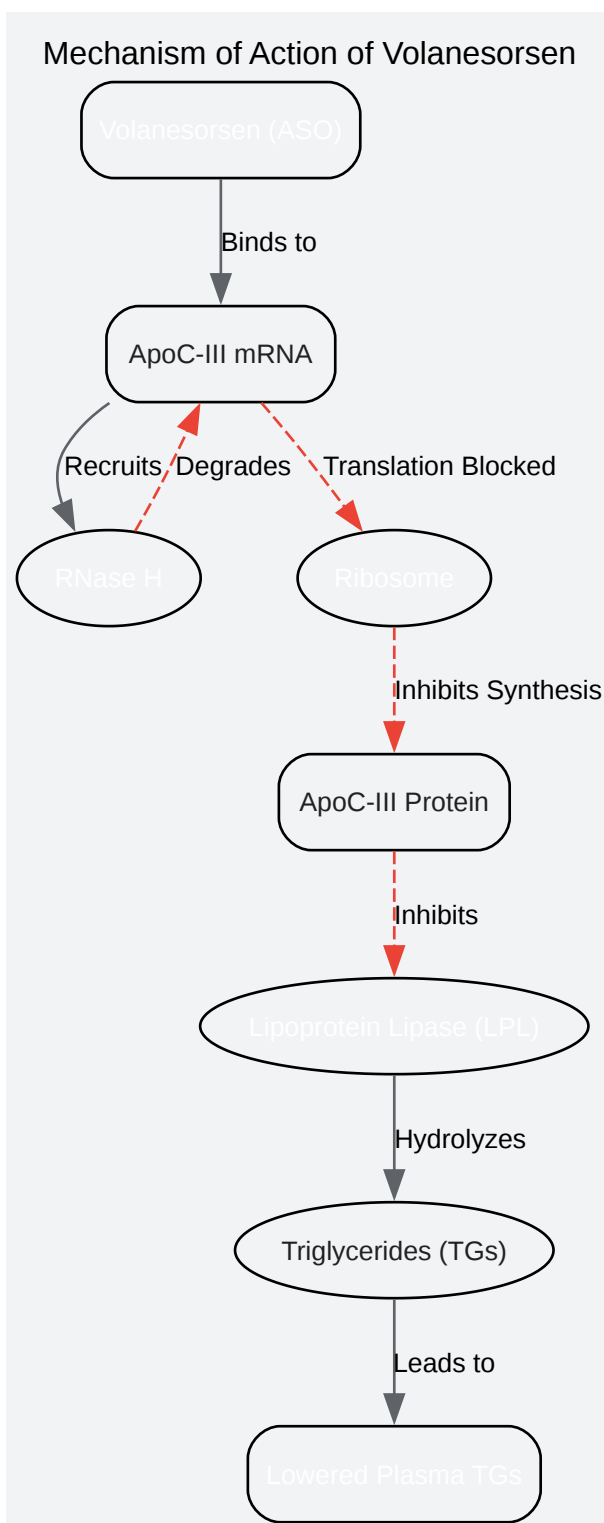 Mechanism of Action of Volanesorsen
Volanesorsen (ASO)
Binds to
ApoC-III mRNA
Recruits
Degrades
Translation Blocked
RNase H
Ribosome
Inhibits Synthesis
ApoC-III Protein
Inhibits
Lipoprotein Lipase (LPL)
Hydrolyzes
Triglycerides (TGs)
Leads to
Lowered Plasma TGs